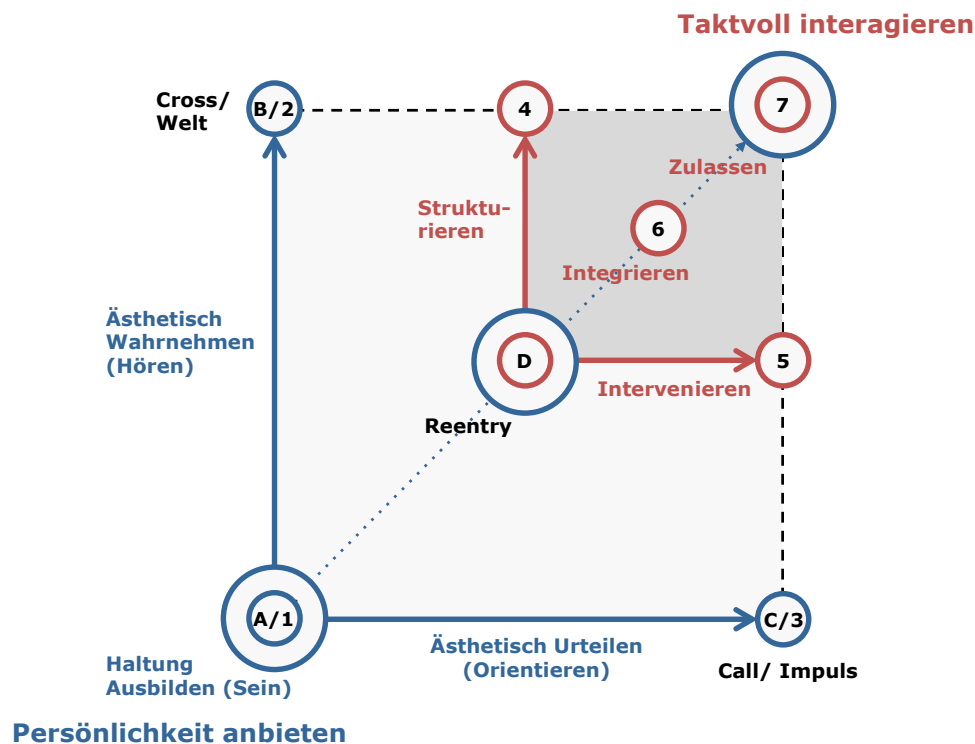 Taktvoll interagieren
Cross/
Welt
B/2
4
7
Zulassen
Struktu-
rieren
6
Integrieren
Ästhetisch
Wahrnehmen
(Hören)
D
5
Intervenieren
Reentry
A/1
C/3
Ästhetisch Urteilen
(Orientieren)
Haltung
Ausbilden (Sein)
Call/ Impuls
Persönlichkeit anbieten